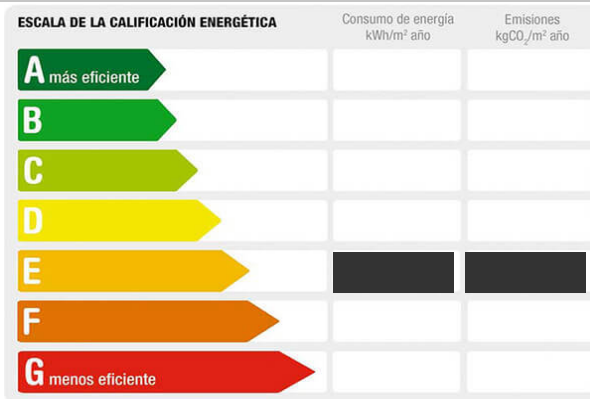 ESCALA DE LA CALIFICACIÓN ENERGÉTICA
Consumo de energía
kWh/m² año
Emisiones
kgCO₂/m² año
A más eficiente
B
C
D
E
F
G menos eficiente